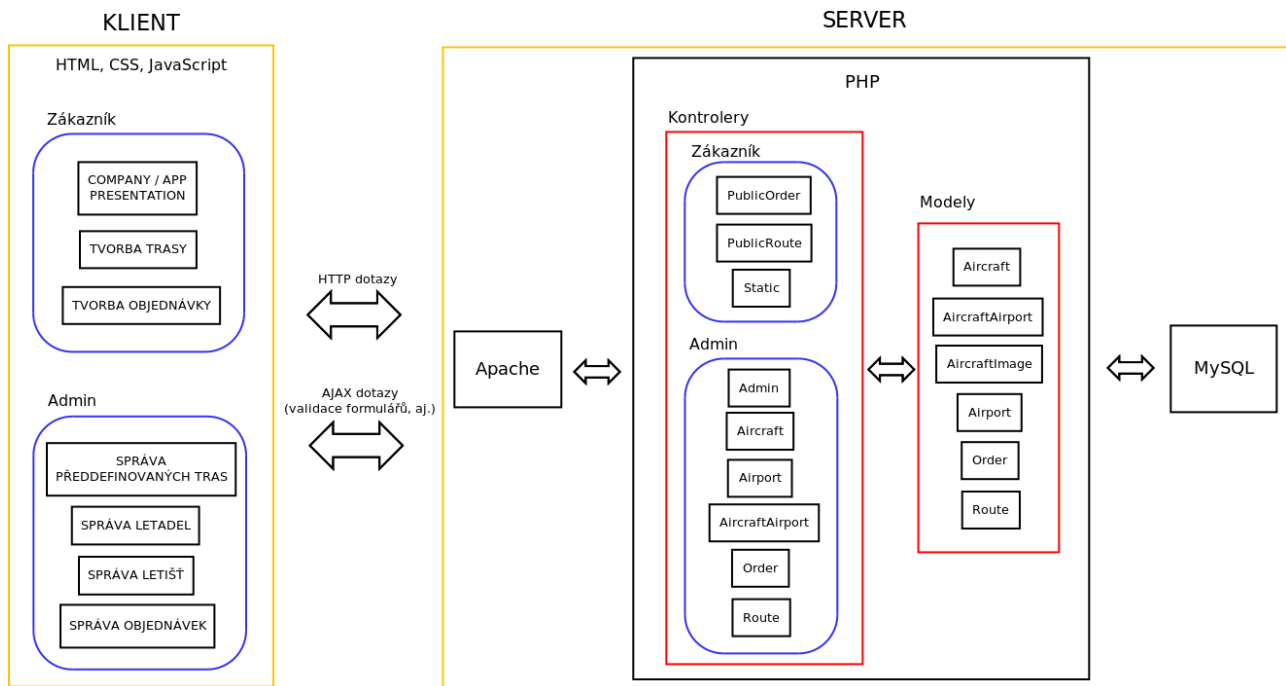 KLIENT
HTML, CSS, JavaScript
Zákazník
COMPANY / APP
PRESENTATION
TVORBA TRASY
TVORBA OBJEDNÁVKY
Admin
SPRÁVA
PŘEDDEFINOVANÝCH TRAS
SPRÁVA LETADEL
SPRÁVA LETIŠŤ
SPRÁVA OBJEDNÁVEK
HTTP dotazy
AJAX dotazy
(validace formulářů, aj.)
SERVER
Apache
PHP
Kontrolery
Zákazník
PublicOrder
PublicRoute
Static
Admin
Admin
Aircraft
Airport
AircraftAirport
Order
Route
Modely
Aircraft
AircraftAirport
AircraftImage
Airport
Order
Route
MySQL